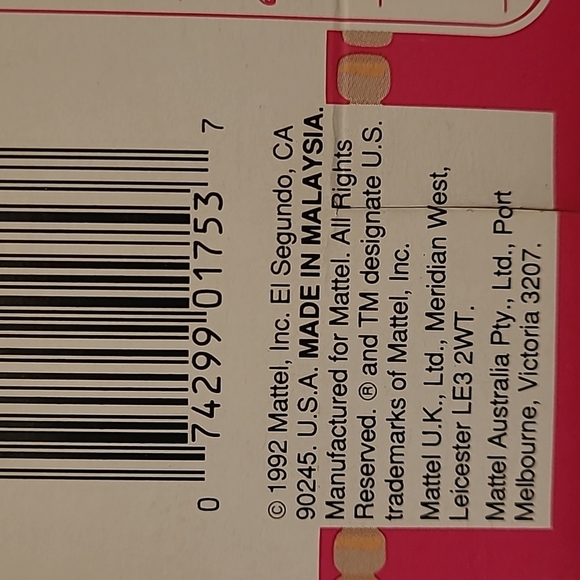 0 74299 01753 7
© 1992 Mattel, Inc. El Segundo, CA
90245. U.S.A. MADE IN MALAYSIA.
Manufactured for Mattel. All Rights
Reserved. ® and TM designate U.S.
trademarks of Mattel, Inc.
Mattel U.K., Ltd., Meridian West,
Leicester LE3 2WT.
Mattel Australia Pty., Ltd., Port
Melbourne, Victoria 3207.